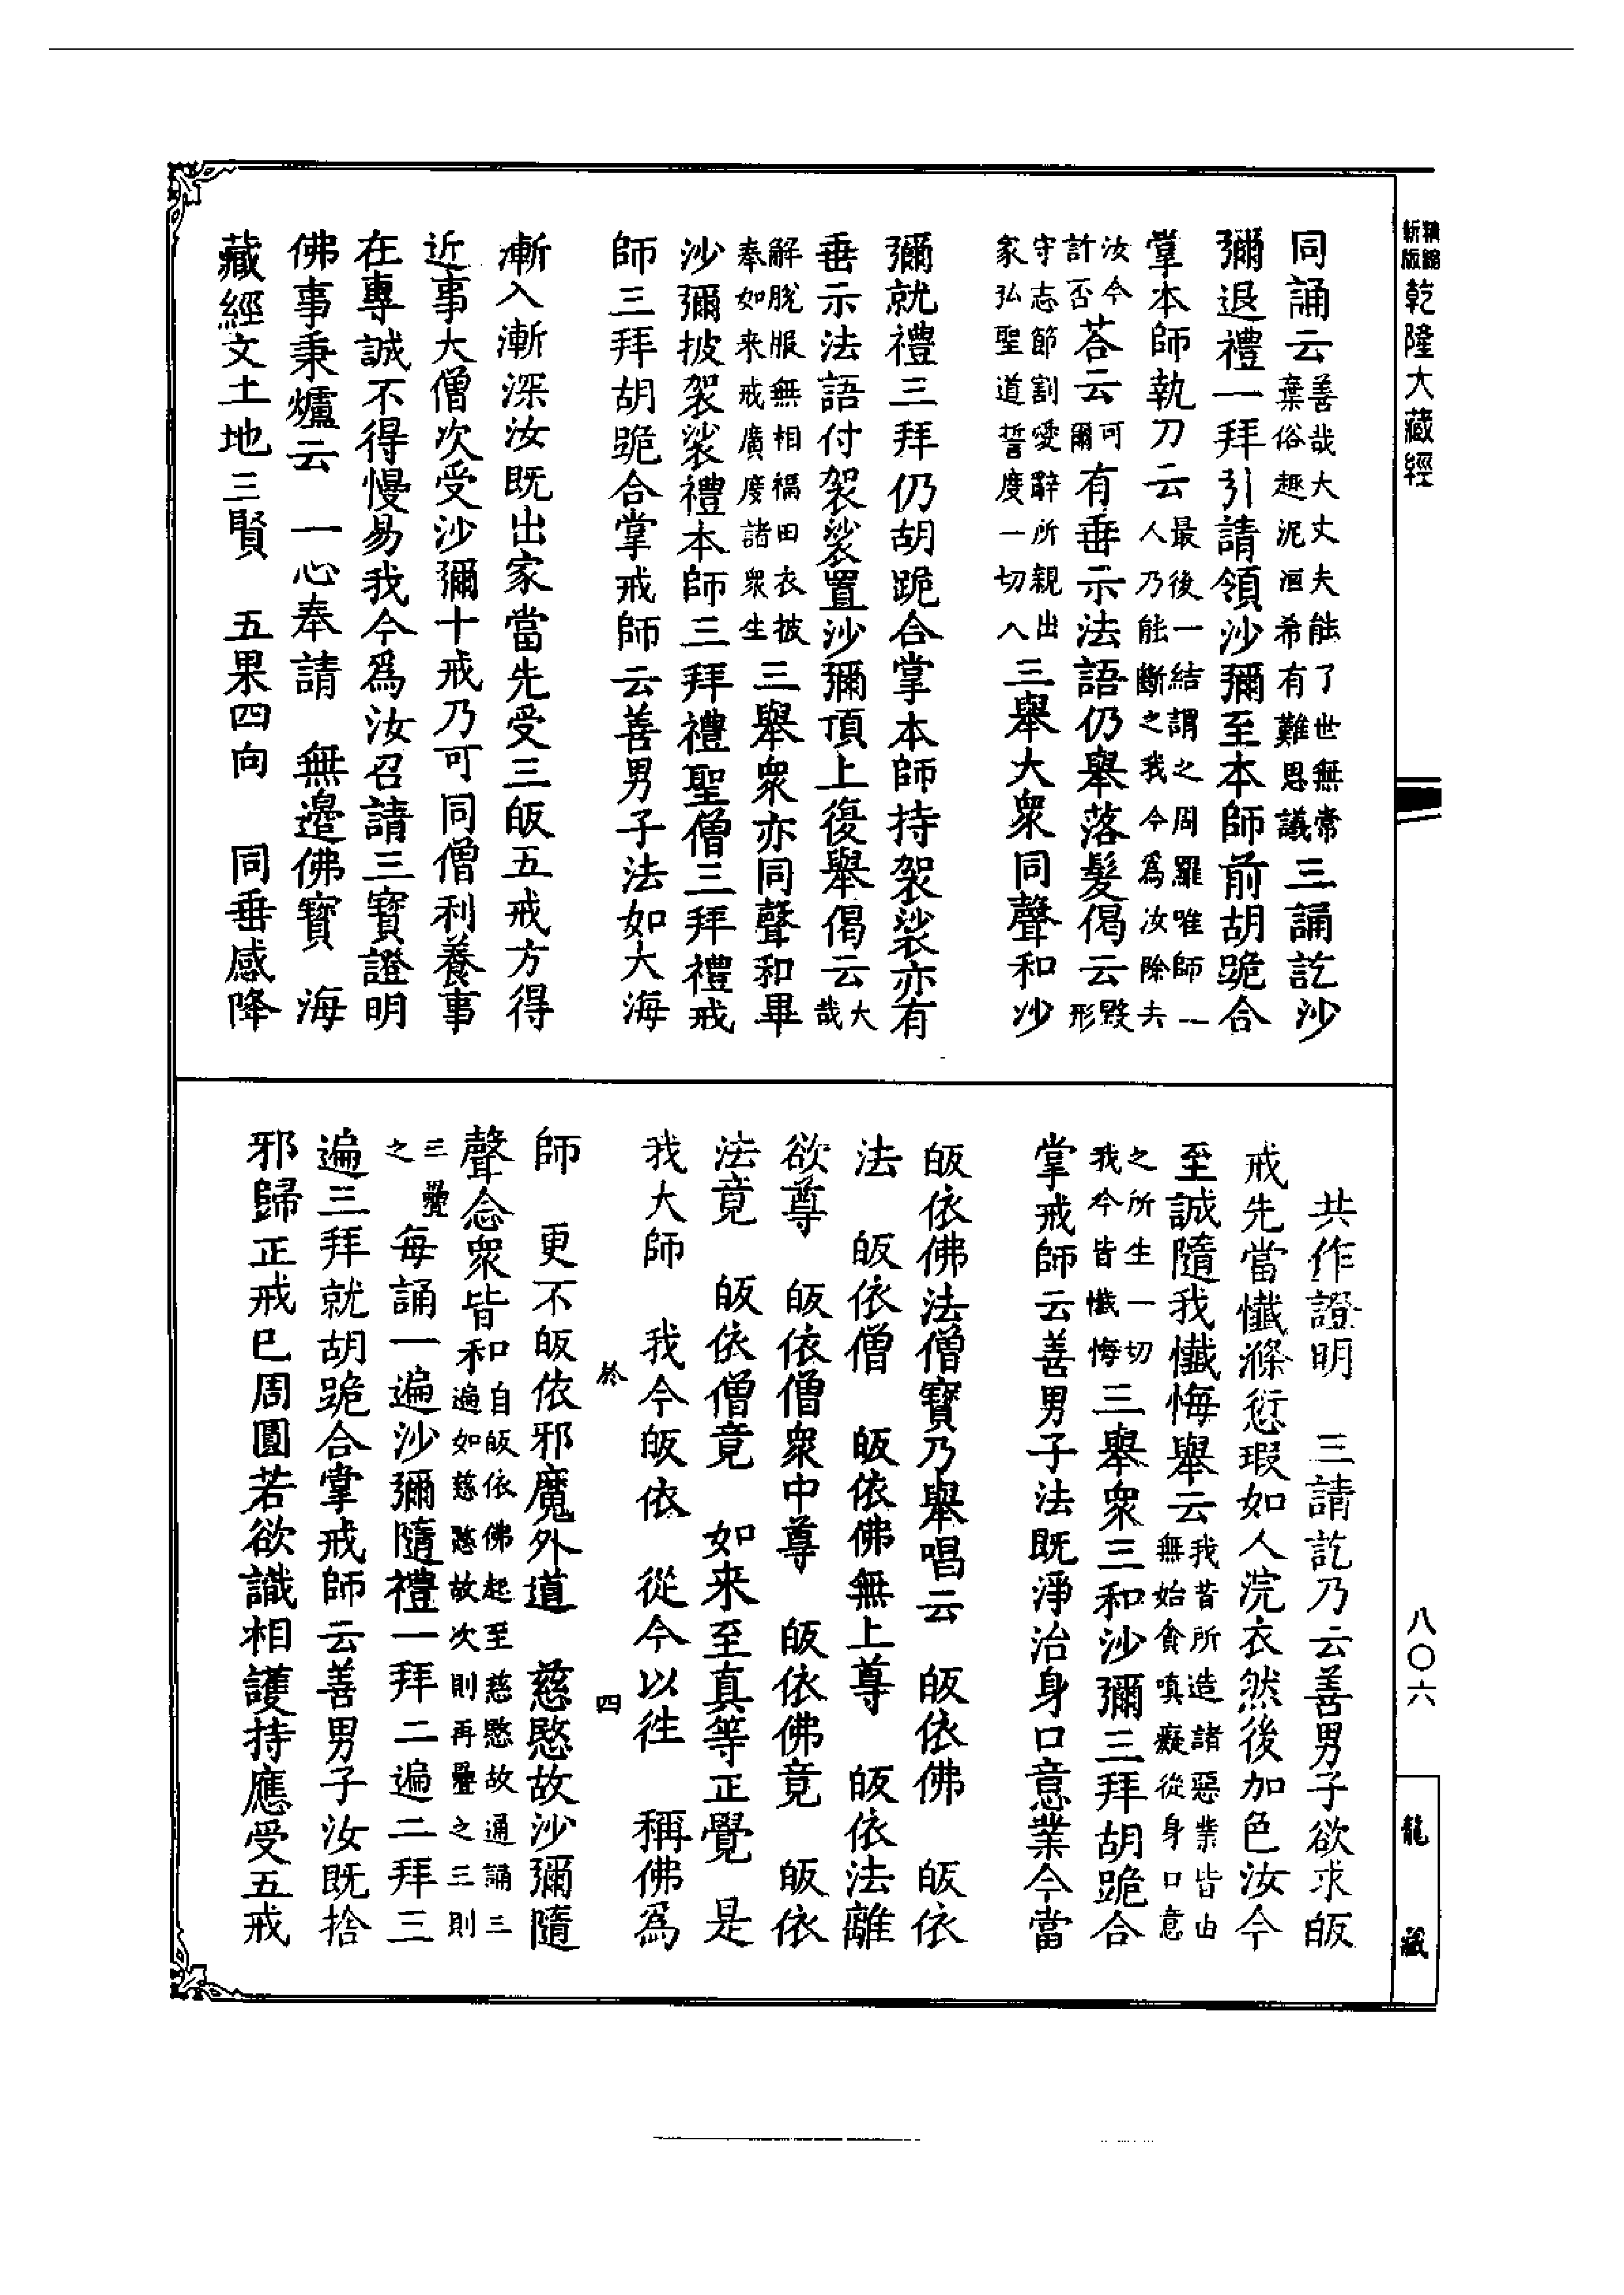 新版精縮乾隆大藏經
同誦云善哉大丈夫能了世無常棄俗趣泥洹希有難思議三誦訖沙
彌退禮一拜引請領沙彌至本師前胡跪合
掌本師執刀云最後一結謂之周羅唯師一人乃能斷之我今爲汝除去
汝今許否荅云可爾有垂示法語仍舉落髮偈云毀形
守志節割愛辭所親出家弘聖道誓度一切人三舉大衆同聲和沙
彌就禮三拜仍胡跪合掌本師持袈裟亦有
垂示法語付袈裟置沙彌頂上復舉偈云大哉
解脫服無相福田衣披奉如來戒廣度諸衆生三舉衆亦同聲和畢
沙彌披袈裟禮本師三拜禮聖僧三拜禮戒
師三拜胡跪合掌戒師云善男子法如大海
漸入漸深汝既出家當先受三皈五戒方得
近事大僧次受沙彌十戒乃可同僧利養事
在專誠不得慢易我今爲汝召請三寶證明
佛事秉爐云 一心奉請 無邊佛寶 海
藏經文土地三賢 五果四向 同垂感降
共作證明 三請訖乃云善男子欲求皈
戒先當懺滌愆瑕如人浣衣然後加色汝今
至誠隨我懺悔舉云我昔所造諸惡業皆由無始貪嗔癡從身口意
之所生一切我今皆懺悔三舉衆三和沙彌三拜胡跪合
掌戒師云善男子法既淨治身口意業今當
皈依佛法僧寶乃舉唱云 皈依佛 皈依
法 皈依僧 皈依佛無上尊 皈依法離
欲尊 皈依僧衆中尊 皈依佛竟 皈依
法竟 皈依僧竟 如來至真等正覺 是
我大師 我今皈依 從今以徃 稱佛爲
於 四
師 更不皈依邪魔外道 慈愍故沙彌隨
聲念衆皆和自皈依佛起至慈愍故通誦三遍如慈愍故次則再疊之三則
三疊之每誦一遍沙彌隨禮一拜二遍二拜三
遍三拜就胡跪合掌戒師云善男子汝既捨
邪歸正戒已周圓若欲識相護持應受五戒
八〇六
龍藏